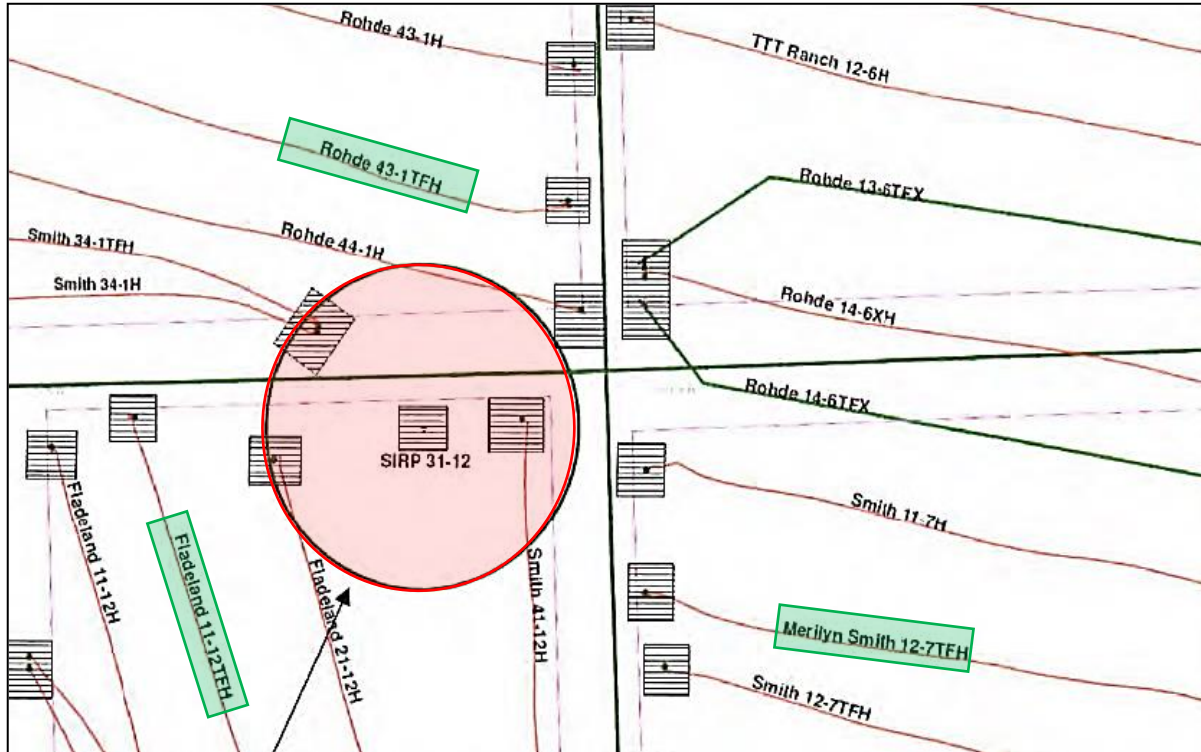 Rohde 43-1H
TTT Ranch 12-6H
Rohde 43-1TFH
Rohde 13-6TFX
Rohde 44-1H
Smith 34-1TFH
Smith 34-1H
Rohde 14-6XH
Rohde 14-6TFX
SIRP 31-12
Fladeland 11-12H
Fladeland 11-12TFH
Fladeland 21-12H
Smith 41-12H
Smith 11-7H
Merilyn Smith 12-7TFH
Smith 12-7TFH